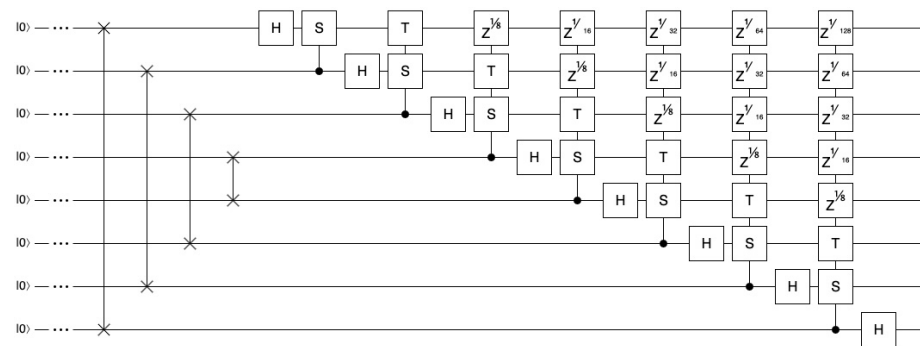 |0⟩ ... H S T Z^1/8 Z^1/16 Z^1/32 Z^1/64 Z^1/128
|0⟩ ... H S T Z^1/8 Z^1/16 Z^1/32 Z^1/64
|0⟩ ... H S T Z^1/8 Z^1/16 Z^1/32
|0⟩ ... H S T Z^1/8 Z^1/16
|0⟩ ... H S T Z^1/8
|0⟩ ... H S T
|0⟩ ... H S
|0⟩ ... H